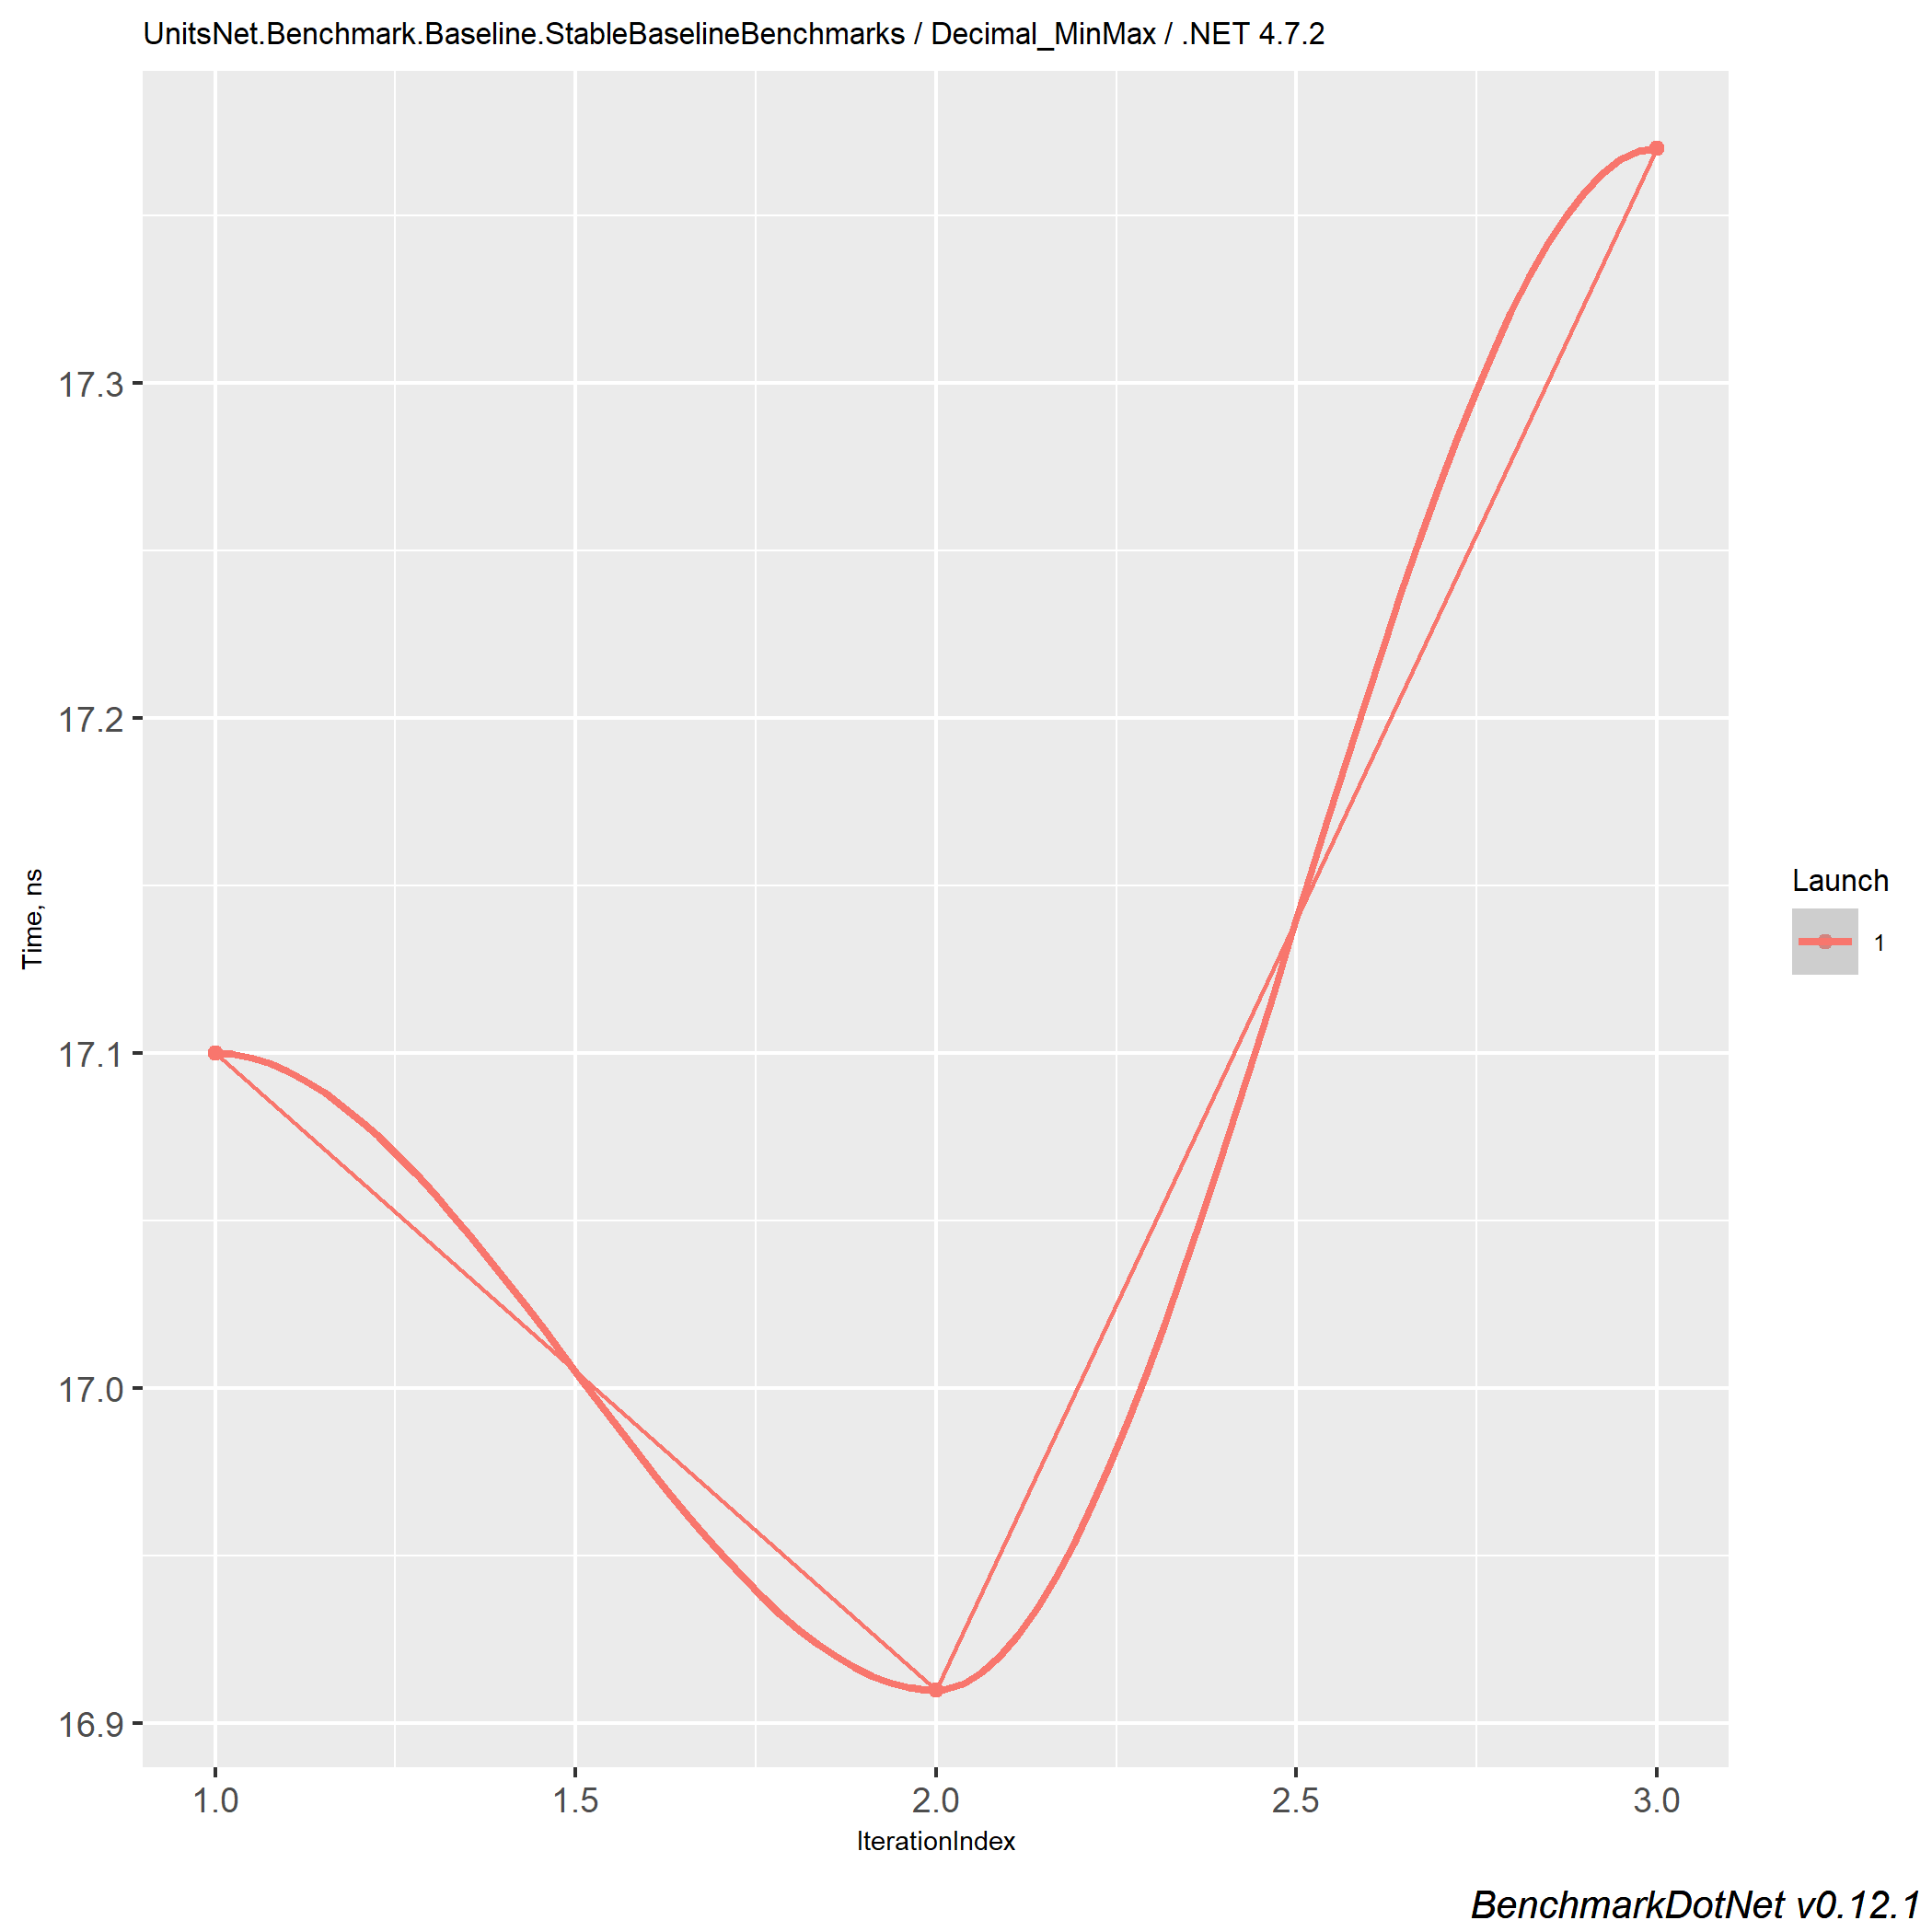 UnitsNet.Benchmark.Baseline.StableBaselineBenchmarks / Decimal_MinMax / .NET 4.7.2
17.3
17.2
17.1
17.0
16.9
Time, ns
1.0 1.5 2.0 2.5 3.0
IterationIndex
Launch
1
BenchmarkDotNet v0.12.1